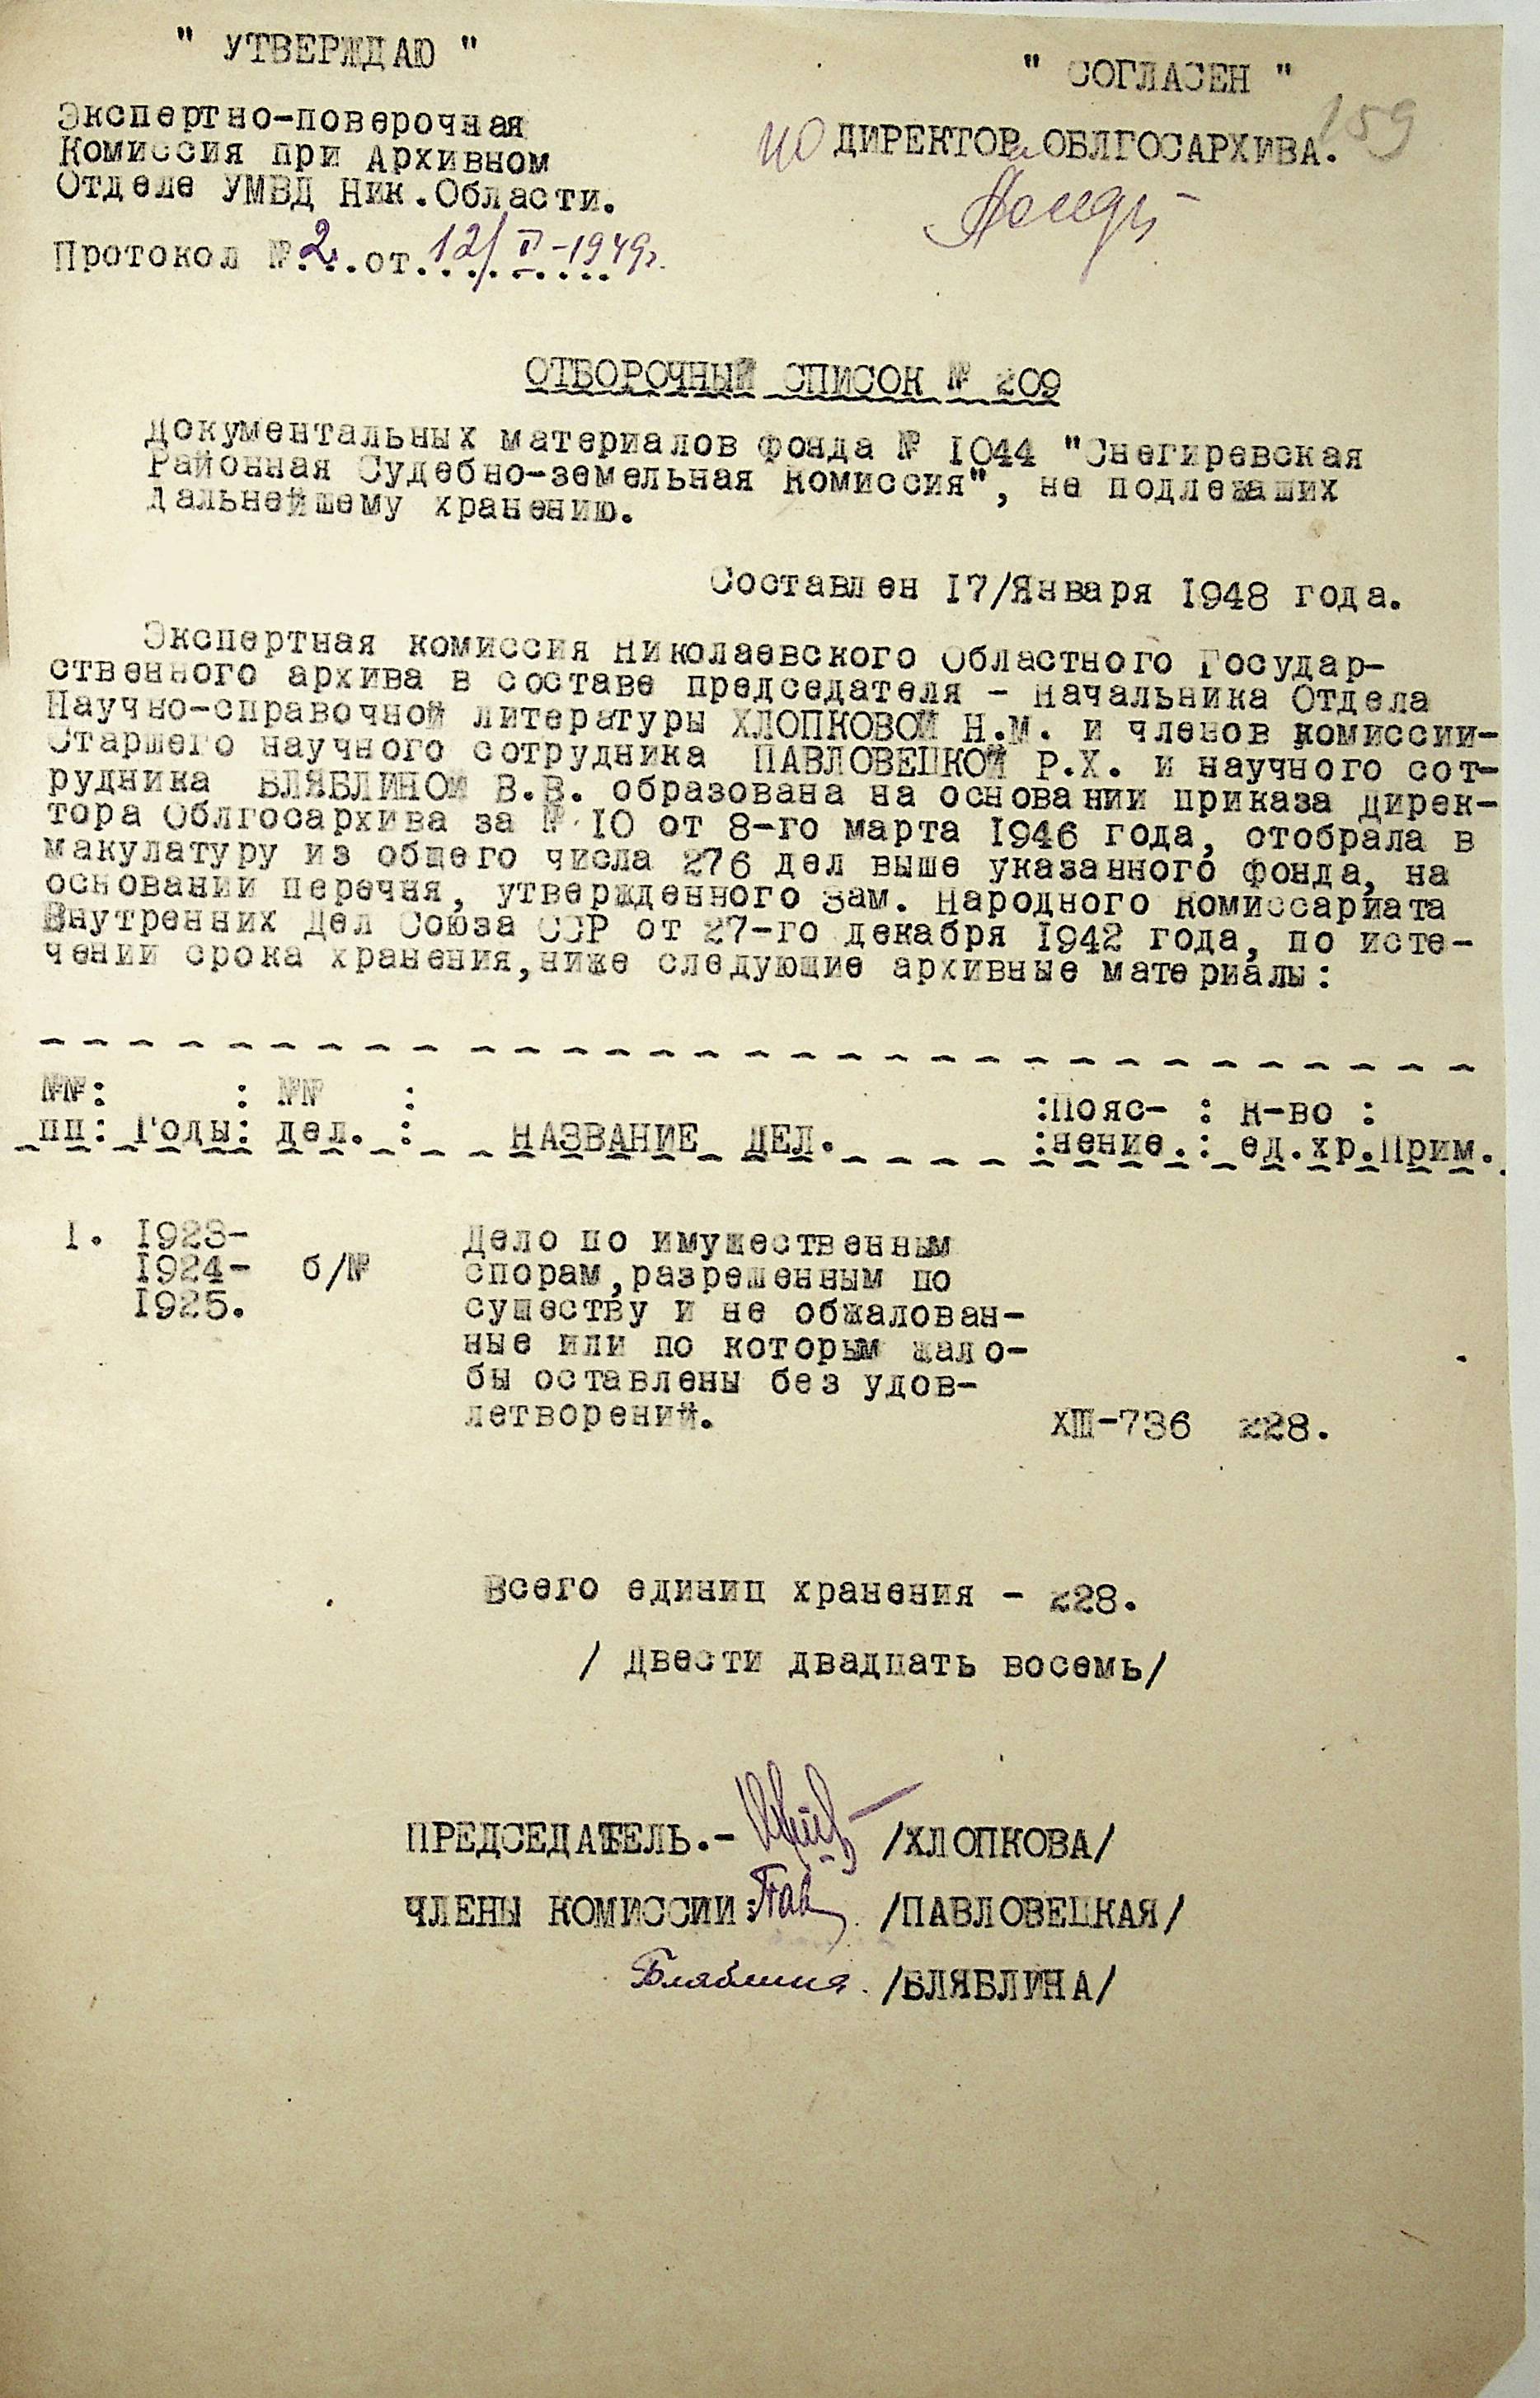 " УТВЕРЖДАЮ "
" СОГЛАСЕН "
159
Экспертно-поверочная
Комиссия при Архивном
Отделе УМВД Ник.Области.
ио ДИРЕКТОРа ОБЛГОСАРХИВА.
Протокол №.2..от.12/II-1949г.
ОТБОРОЧНЫЙ СПИСОК № 209
Документальных материалов фонда № 1044 "Снегиревская
Районная Судебно-земельная Комиссия", не подлежаших
дальнейшему хранению.
Составлен 17/Января 1948 года.
Экспертная комиссия Николаевского Областного Государ-
ственного архива в составе председателя - Начальника Отдела
Научно-справочной литературы ХЛОПКОВОЙ Н.М. и членов комиссии-
Старшего научного сотрудника ПАВЛОВЕЦКОЙ Р.Х. и научного сот-
рудника БЛЯБЛИНОЙ В.В. образована на основании приказа Дирек-
тора Облгосархива за № 10 от 8-го марта 1946 года, отобрала в
макулатуру из общего числа 276 дел выше указанного фонда, на
основании перечня, утвержденного Зам. Народного Комиссариата
Внутренних Дел Союза ССР от 27-го декабря 1942 года, по исте-
чении срока хранения,ниже следующие архивные материалы:
№№: : №№ : :Пояс- : К-во :
пп: Годы: дел. : НАЗВАНИЕ ДЕЛ. :нение.: ед.хр.Прим.
1. 1923- Дело по имущественным
1924- б/№ спорам,разрешенным по
1925. существу и не обжалован-
ные или по которым жало-
бы оставлены без удов-
летворений. XIII-736 228.
Всего единиц хранения - 228.
/ Двести двадцать восемь/
ПРЕДСЕДАТЕЛЬ.- /ХЛОПКОВА/
ЧЛЕНЫ КОМИССИИ: Пав /ПАВЛОВЕЦКАЯ/
Бляблина. /БЛЯБЛИНА/